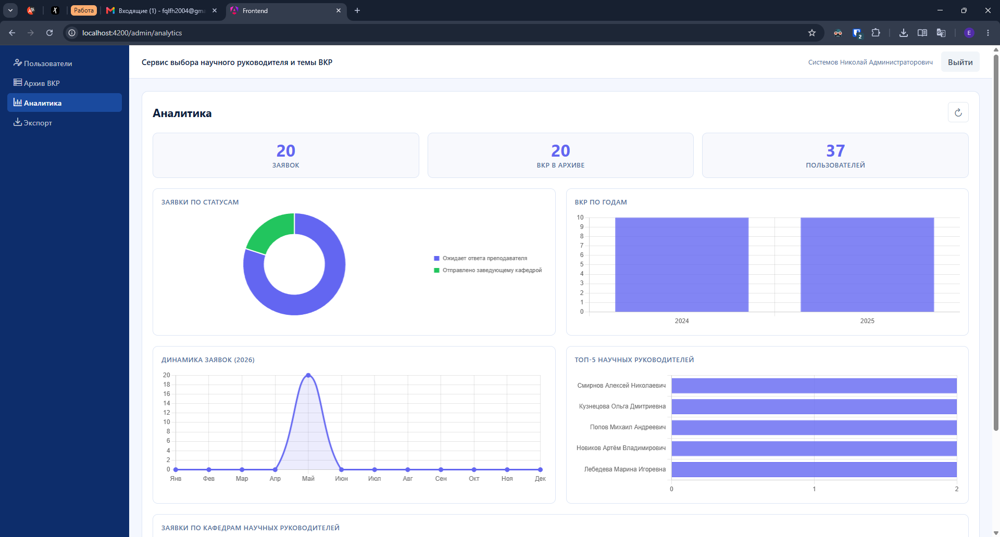 Работа
Входящие (1) - fqlfh2004@gma
Frontend
localhost:4200/admin/analytics
2
E
Пользователи
Архив ВКР
Аналитика
Экспорт
Сервис выбора научного руководителя и темы ВКР
Системов Николай Администраторович
Выйти
Аналитика
20
ЗАЯВОК
20
ВКР В АРХИВЕ
37
ПОЛЬЗОВАТЕЛЕЙ
ЗАЯВКИ ПО СТАТУСАМ
Ожидает ответа преподавателя
Отправлено заведующему кафедрой
ВКР ПО ГОДАМ
10
9
8
7
6
5
4
3
2
1
0
2024 2025
ДИНАМИКА ЗАЯВОК (2026)
20
18
16
14
12
10
8
6
4
2
0
Янв Фев Мар Апр Май Июн Июл Авг Сен Окт Ноя Дек
ТОП-5 НАУЧНЫХ РУКОВОДИТЕЛЕЙ
Смирнов Алексей Николаевич
Кузнецова Ольга Дмитриевна
Попов Михаил Андреевич
Новиков Артём Владимирович
Лебедева Марина Игоревна
0 1 2
ЗАЯВКИ ПО КАФЕДРАМ НАУЧНЫХ РУКОВОДИТЕЛЕЙ